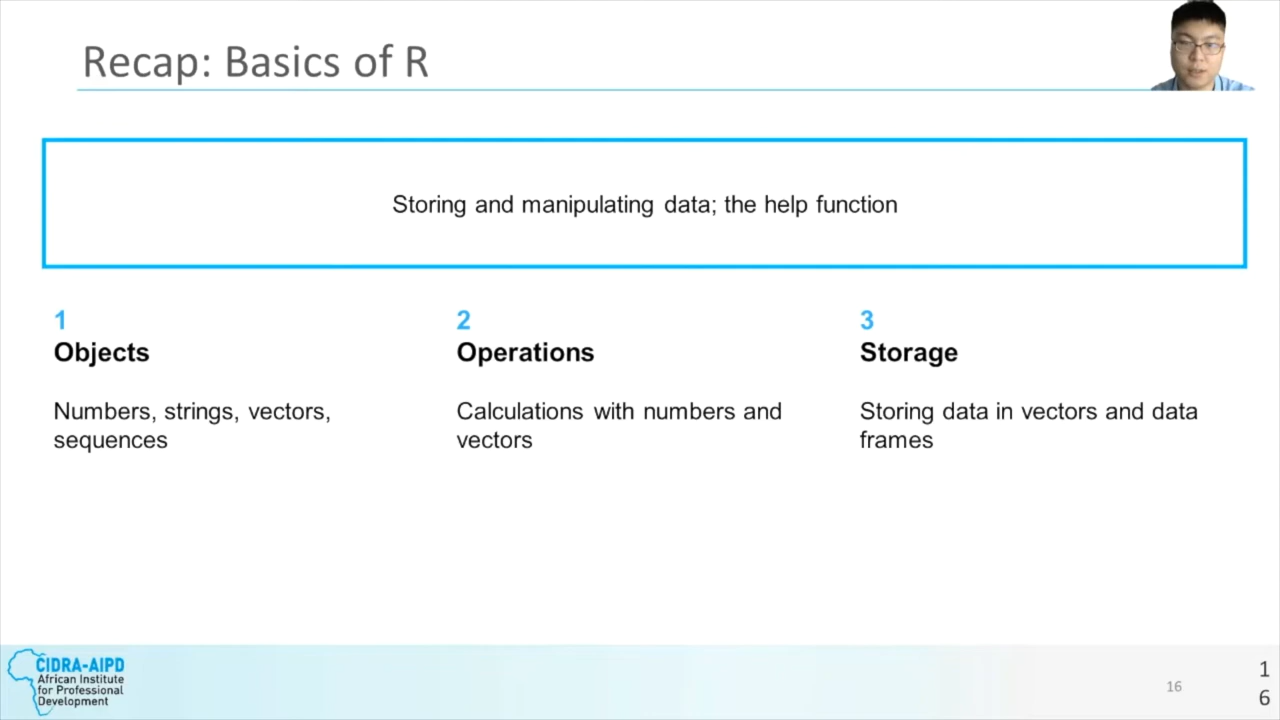 Recap: Basics of R
Storing and manipulating data; the help function
1
Objects
Numbers, strings, vectors,
sequences
2
Operations
Calculations with numbers and
vectors
3
Storage
Storing data in vectors and data
frames
CIDRA-AIPD
African Institute
for Professional
Development
16
1
6